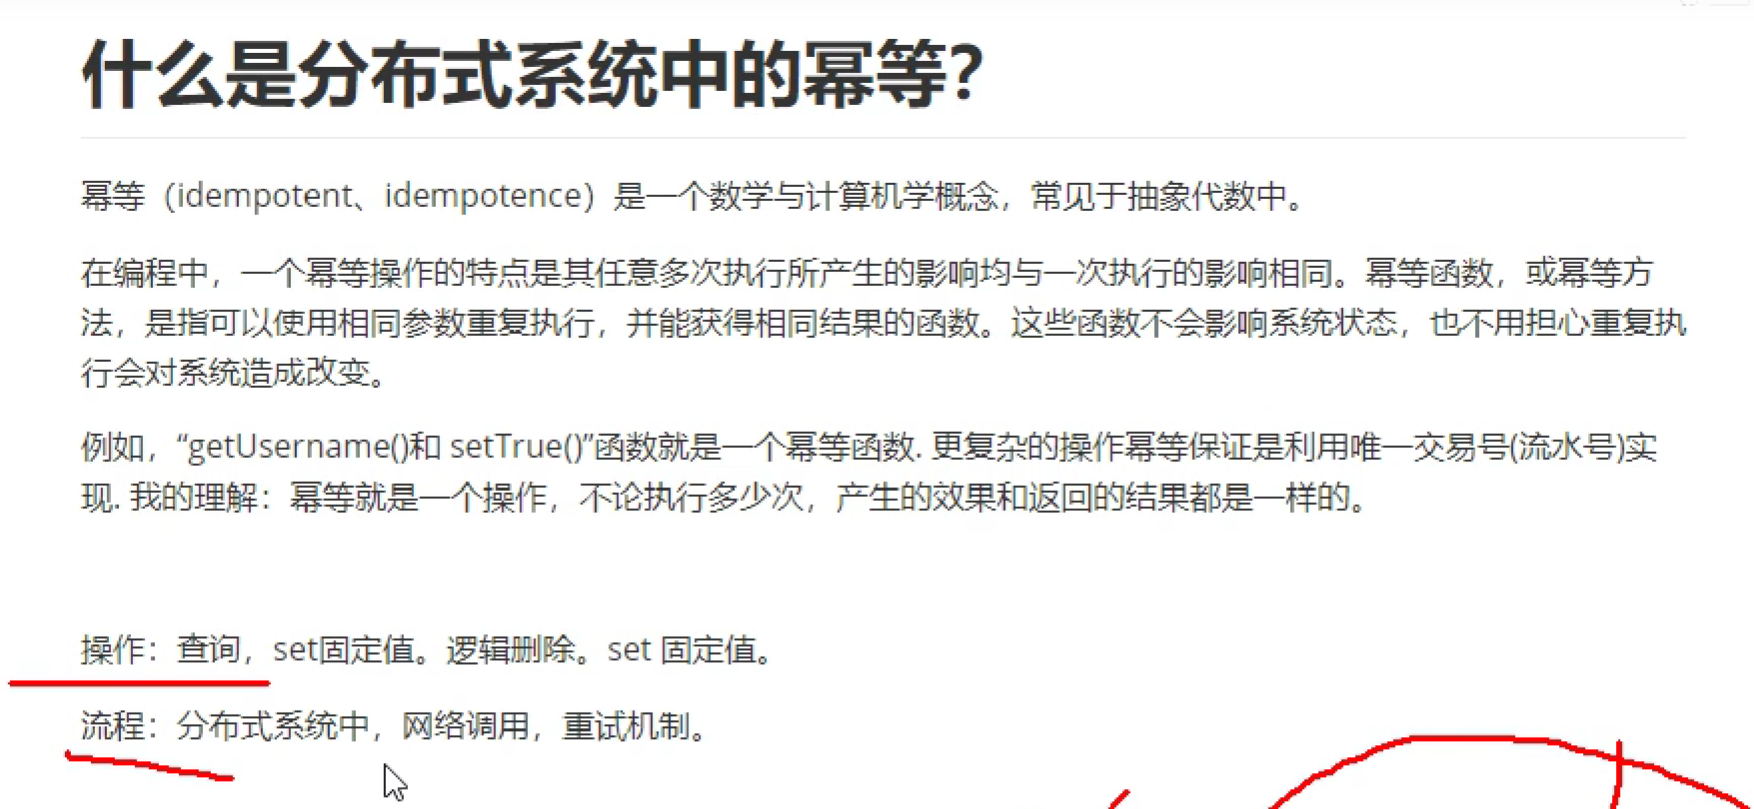 什么是分布式系统中的幂等？
幂等（idempotent、idempotence）是一个数学与计算机学概念，常见于抽象代数中。
在编程中，一个幂等操作的特点是其任意多次执行所产生的影响均与一次执行的影响相同。幂等函数，或幂等方
法，是指可以使用相同参数重复执行，并能获得相同结果的函数。这些函数不会影响系统状态，也不用担心重复执
行会对系统造成改变。
例如，“getUsername()和 setTrue()”函数就是一个幂等函数. 更复杂的操作幂等保证是利用唯一交易号(流水号)实
现. 我的理解：幂等就是一个操作，不论执行多少次，产生的效果和返回的结果都是一样的。
操作：查询，set固定值。逻辑删除。set 固定值。
流程：分布式系统中，网络调用，重试机制。